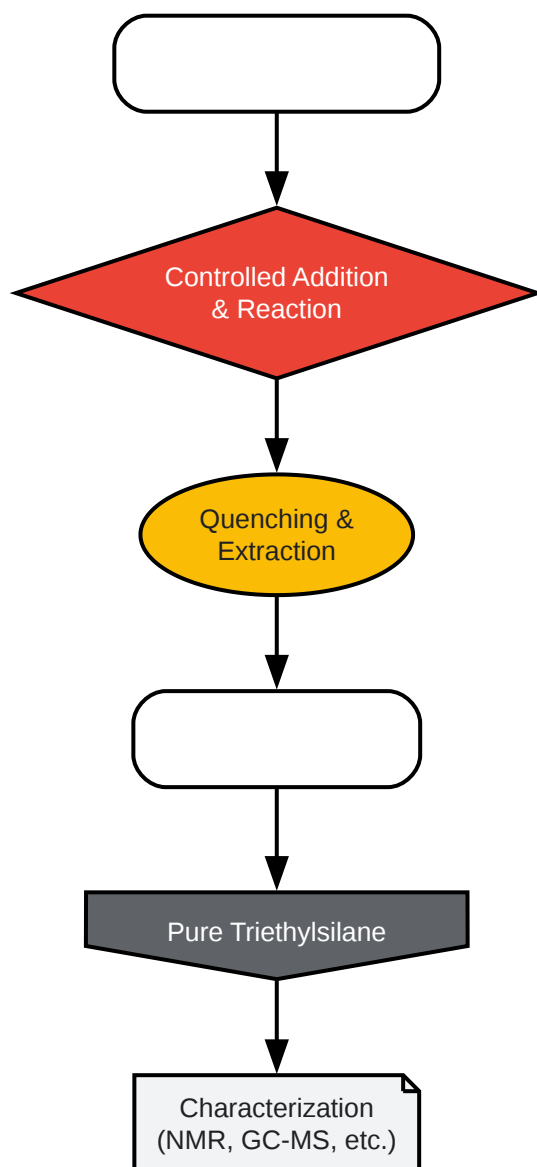 Controlled Addition
& Reaction
Quenching &
Extraction
Pure Triethylsilane
Characterization
(NMR, GC-MS, etc.)